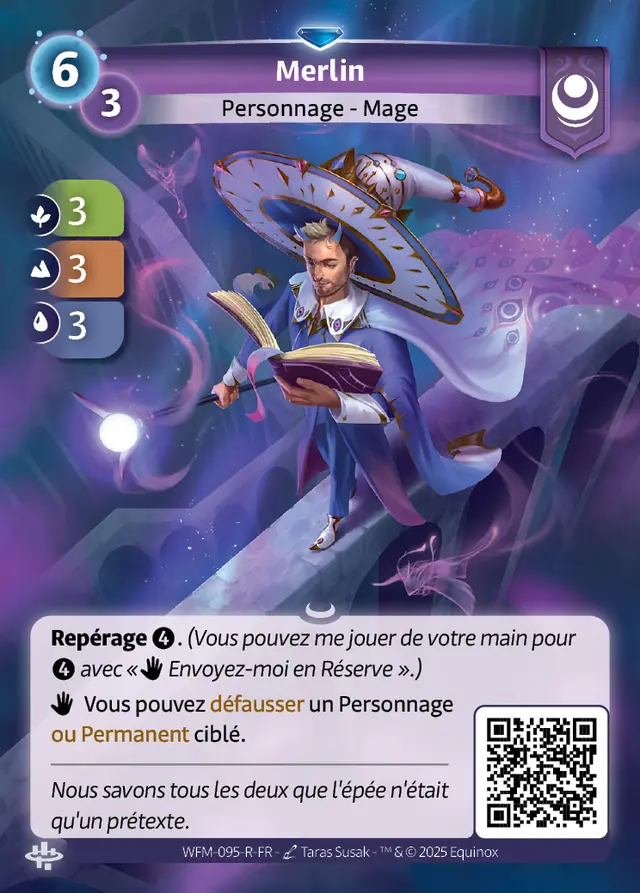 6
Merlin
3
Personnage - Mage
3
3
3
Repérage 4. (Vous pouvez me jouer de votre main pour
4 avec « Envoyez-moi en Réserve ».)
Vous pouvez défausser un Personnage
ou Permanent ciblé.
Nous savons tous les deux que l'épée n'était
qu'un prétexte.
WFM-095-R-FR - Taras Susak - ™ & © 2025 Equinox